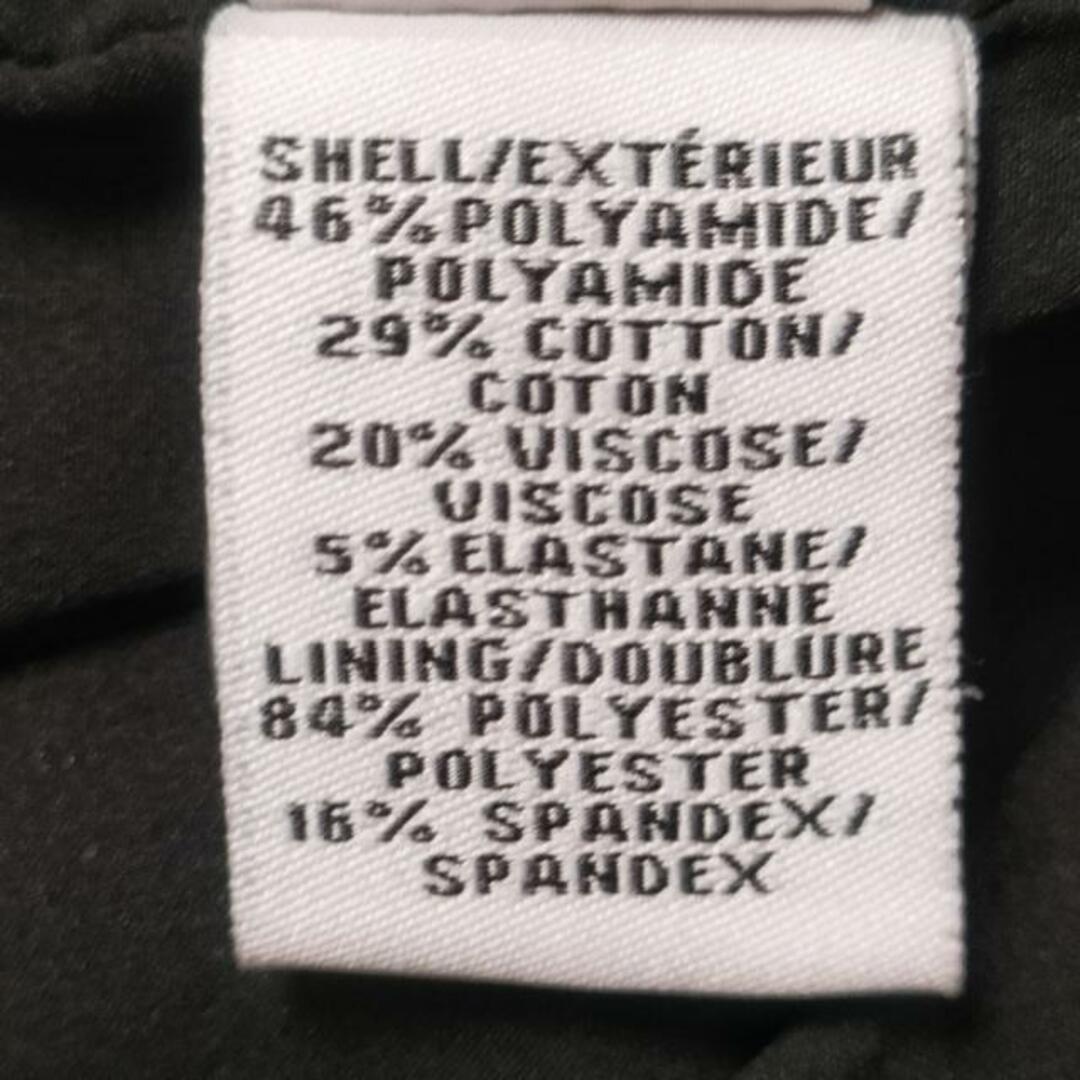 SHELL/EXTÉRIEUR
46% POLYAMIDE/
POLYAMIDE
29% COTTON/
COTON
20% VISCOSE/
VISCOSE
5% ELASTANE/
ELASTHANNE
LINING/DOUBLURE
84% POLYESTER/
POLYESTER
16% SPANDEX/
SPANDEX